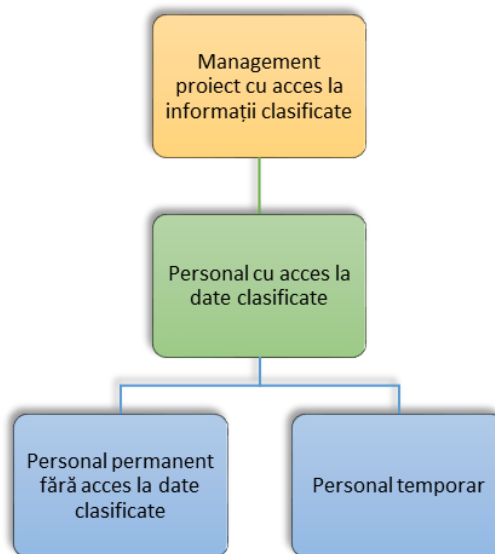 Management
proiect cu acces la
informații clasificate
Personal cu acces la
date clasificate
Personal permanent
fără acces la date
clasificate
Personal temporar